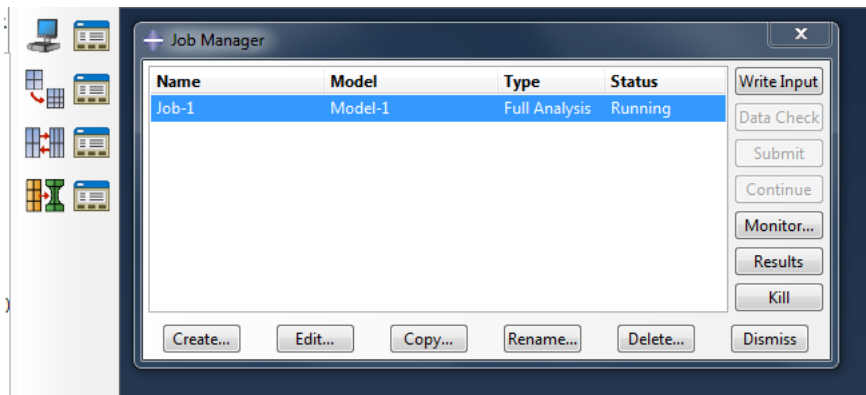 Job Manager
x
Name Model Type Status
Job-1 Model-1 Full Analysis Running
Write Input
Data Check
Submit
Continue
Monitor...
Results
Kill
Create... Edit... Copy... Rename... Delete... Dismiss
)